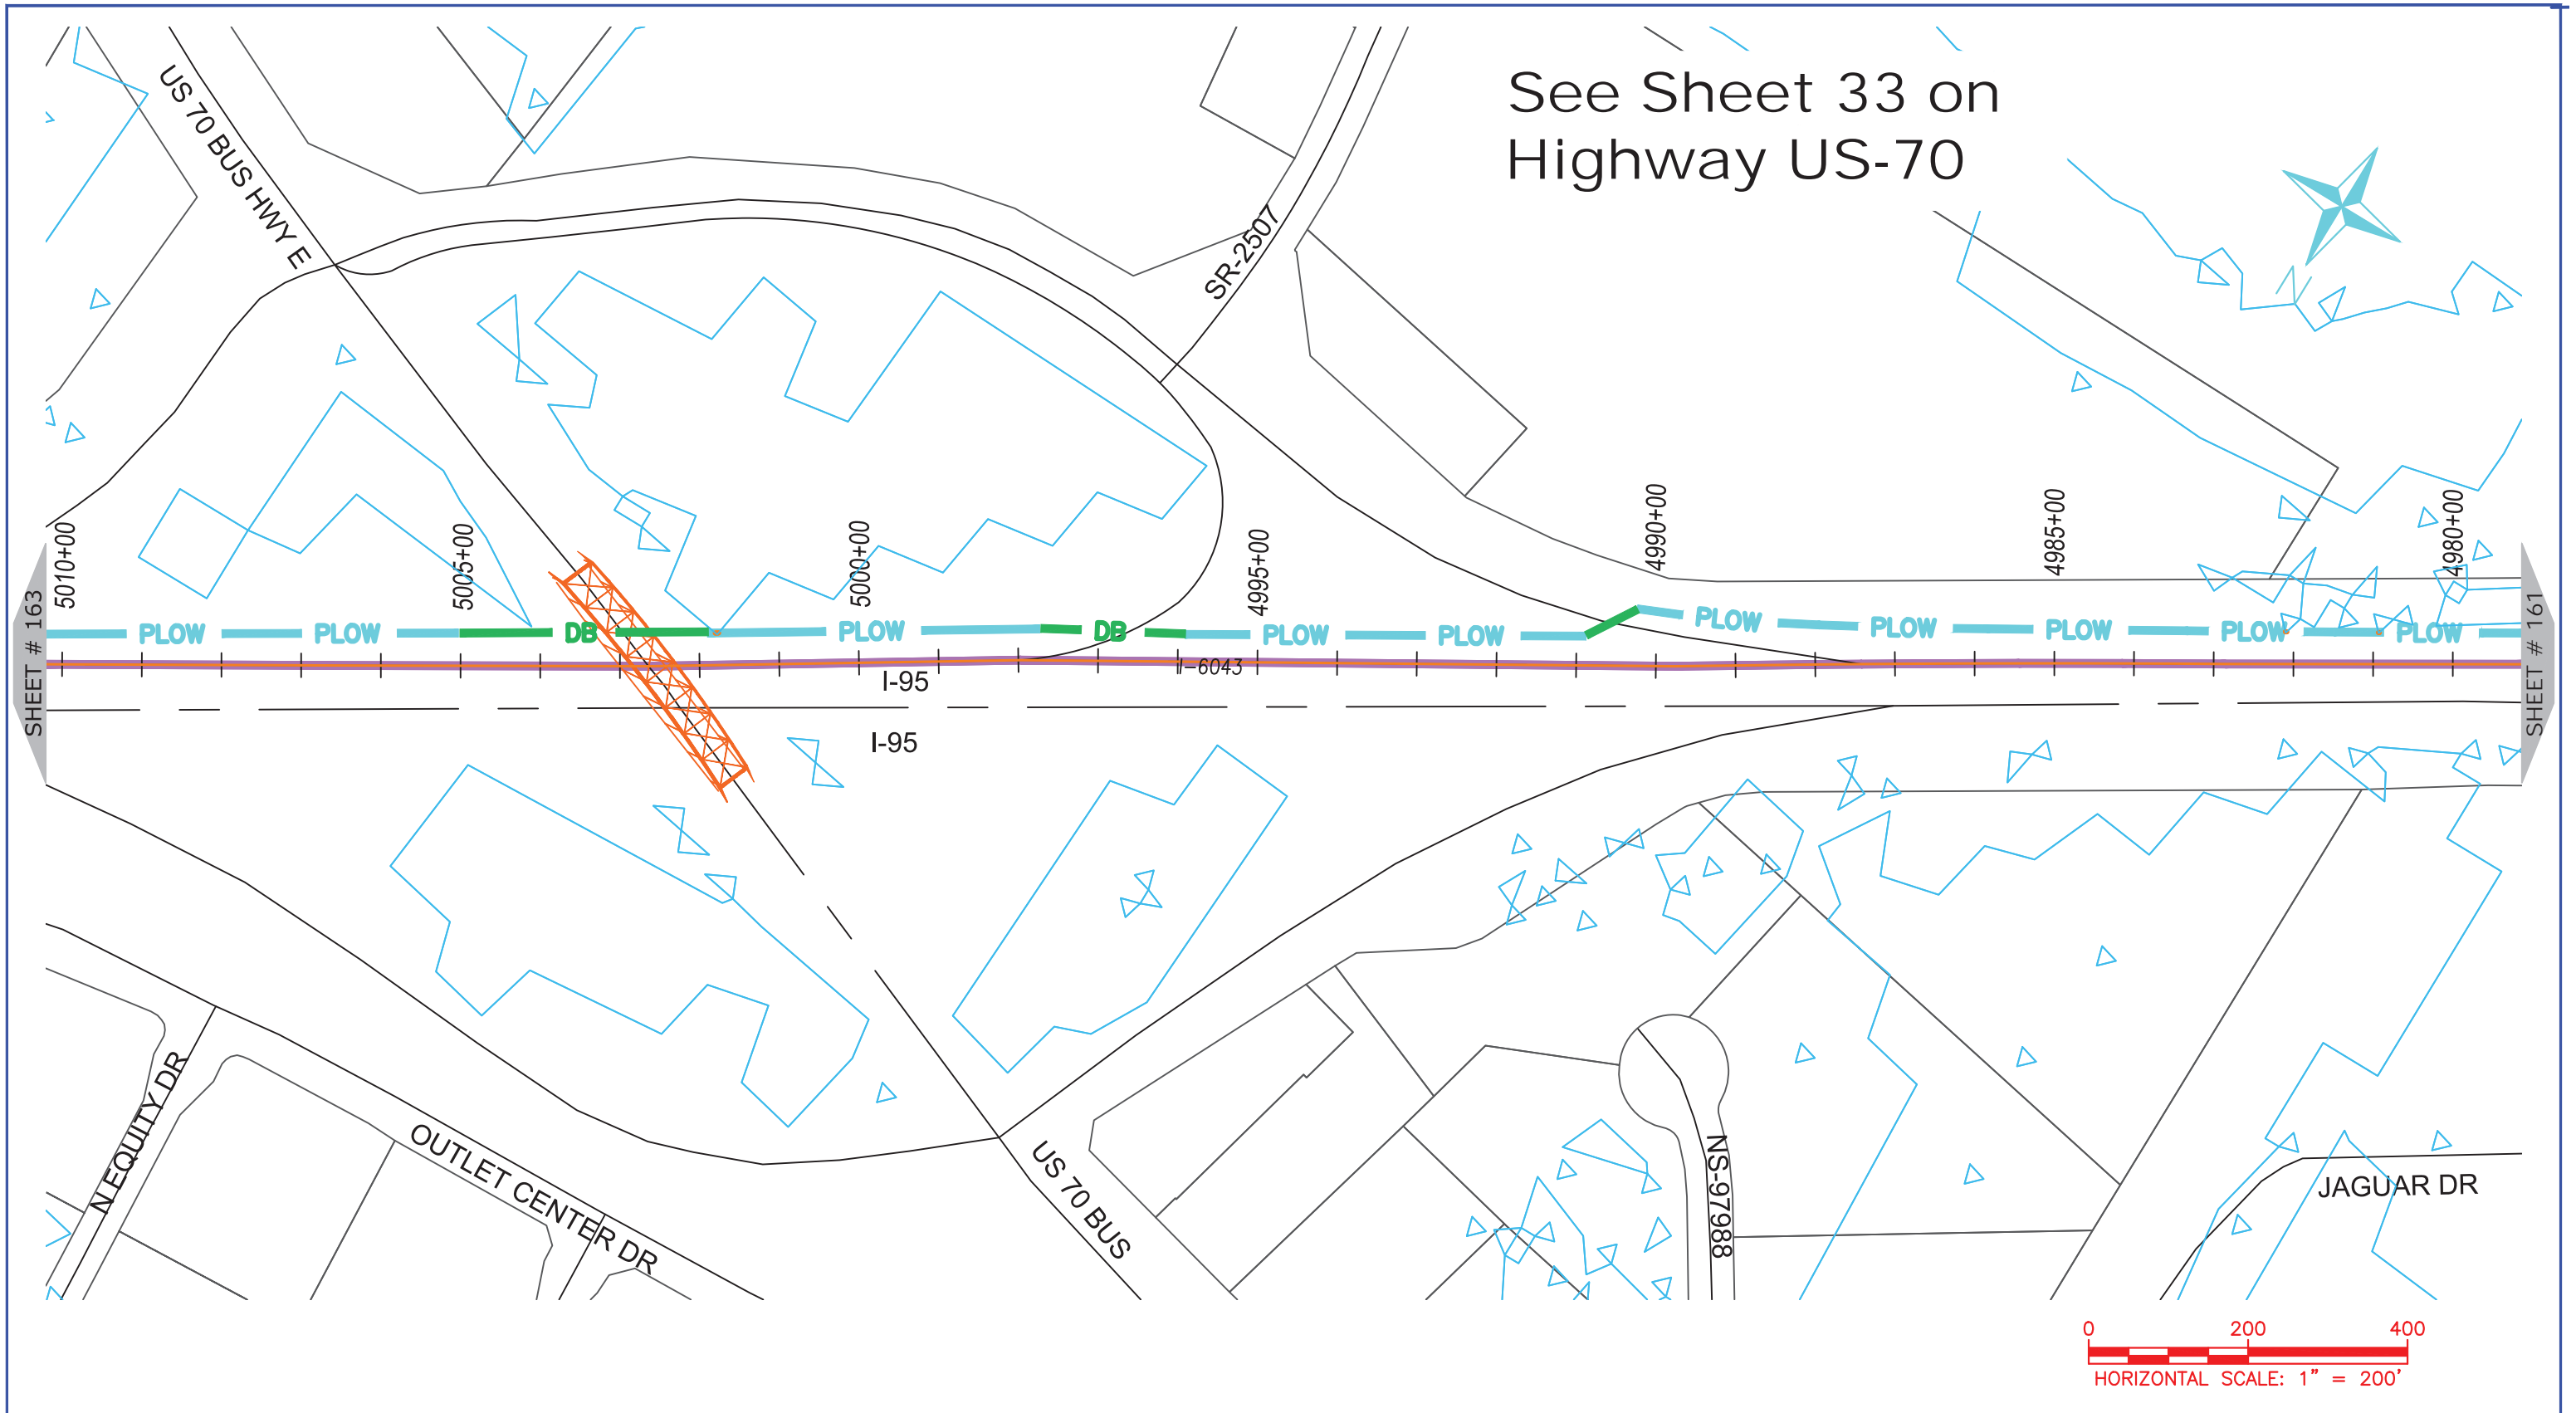 See Sheet 33 on
Highway US-70
US 70 BUS HWY E
SR-2507
N
5010+00
5005+00
5000+00
4995+00
4990+00
4985+00
4980+00
SHEET # 163
PLOW
PLOW
DB
PLOW
DB
PLOW
PLOW
PLOW
PLOW
PLOW
PLOW
PLOW
SHEET # 161
I-6043
I-95
I-95
N EQUITY DR
OUTLET CENTER DR
US 70 BUS
NS-97988
JAGUAR DR
0 200 400
HORIZONTAL SCALE: 1" = 200'